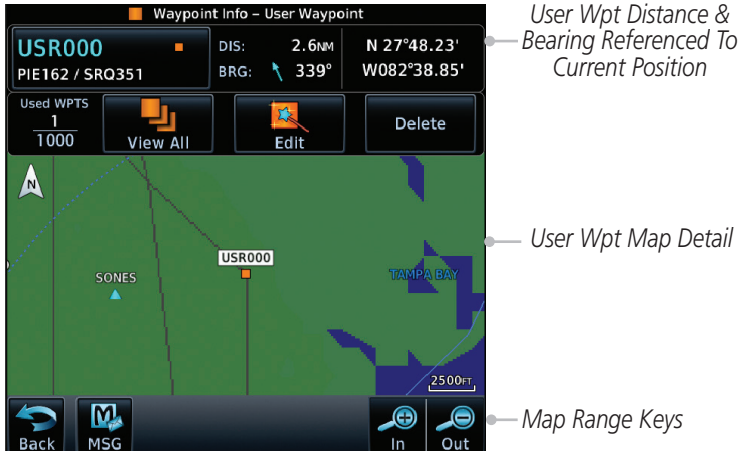 Waypoint Info – User Waypoint
USR000
PIE162 / SRQ351
DIS: 2.6NM
BRG: 339°
N 27°48.23'
W082°38.85'
User Wpt Distance &
Bearing Referenced To
Current Position
Used WPTS
1
1000
View All
Edit
Delete
N
USR000
SONES
TAMPA BAY
User Wpt Map Detail
2500FT
Back
MSG
In
Out
Map Range Keys